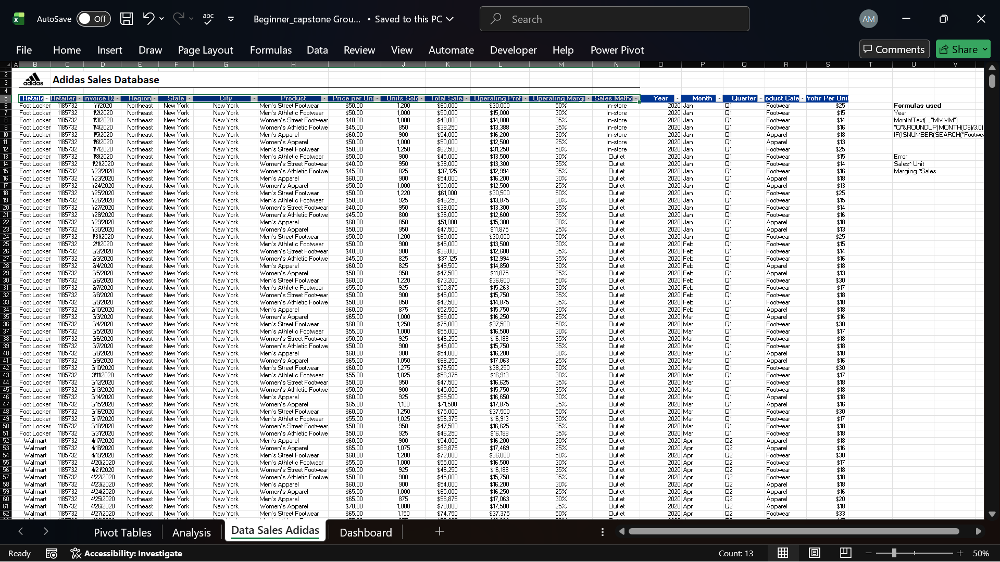 AutoSave Off abc Beginner_capstone Grou... • Saved to this PC Search AM
File Home Insert Draw Page Layout Formulas Data Review View Automate Developer Help Power Pivot Comments Share
A B C D E F G H I J K L M N O P Q R S T U V
2
3 adidas Adidas Sales Database
4
5 Retaile Retailer Invoice D Region State City Product Price per Uni Units Sold Total Sale Operating Prof Operating Margi Sales Metho Year Month Quarter oduct Cate Profir Per Unit
6 Foot Locker 1185732 1/1/2020 Northeast New York New York Men's Street Footwear $50.00 1,200 $60,000 $30,000 50% In-store 2020 Jan Q1 Footwear $25 Formulas used
7 Foot Locker 1185732 1/2/2020 Northeast New York New York Men's Athletic Footwear $50.00 1,000 $50,000 $15,000 30% In-store 2020 Jan Q1 Footwear $15 Year
8 Foot Locker 1185732 1/3/2020 Northeast New York New York Women's Street Footwear $40.00 1,000 $40,000 $14,000 35% In-store 2020 Jan Q1 Footwear $14 Month/Text(..,"MMMM")
9 Foot Locker 1185732 1/4/2020 Northeast New York New York Women's Athletic Footwe $45.00 850 $38,250 $13,388 35% In-store 2020 Jan Q1 Footwear $16 "Q"&ROUNDUP(MONTH(D6)/3,0)
10 Foot Locker 1185732 1/5/2020 Northeast New York New York Men's Apparel $60.00 900 $54,000 $16,200 30% In-store 2020 Jan Q1 Apparel $18 IF(ISNUMBER(SEARCH("Footwea
11 Foot Locker 1185732 1/6/2020 Northeast New York New York Women's Apparel $50.00 1,000 $50,000 $12,500 25% In-store 2020 Jan Q1 Apparel $13
12 Foot Locker 1185732 1/7/2020 Northeast New York New York Men's Street Footwear $50.00 1,250 $62,500 $31,250 50% In-store 2020 Jan Q1 Footwear $25
13 Foot Locker 1185732 1/8/2020 Northeast New York New York Men's Athletic Footwear $50.00 900 $45,000 $13,500 30% Outlet 2020 Jan Q1 Footwear $15 Error
14 Foot Locker 1185732 1/21/2020 Northeast New York New York Women's Street Footwear $40.00 950 $38,000 $13,300 35% Outlet 2020 Jan Q1 Footwear $14 Sales* Unit
15 Foot Locker 1185732 1/22/2020 Northeast New York New York Women's Athletic Footwe $45.00 825 $37,125 $12,994 35% Outlet 2020 Jan Q1 Footwear $16 Marging *Sales
16 Foot Locker 1185732 1/23/2020 Northeast New York New York Men's Apparel $60.00 900 $54,000 $16,200 30% Outlet 2020 Jan Q1 Apparel $18
17 Foot Locker 1185732 1/24/2020 Northeast New York New York Women's Apparel $50.00 1,000 $50,000 $12,500 25% Outlet 2020 Jan Q1 Apparel $13
18 Foot Locker 1185732 1/25/2020 Northeast New York New York Men's Street Footwear $50.00 1,220 $61,000 $30,500 50% Outlet 2020 Jan Q1 Footwear $25
19 Foot Locker 1185732 1/26/2020 Northeast New York New York Men's Athletic Footwear $50.00 925 $46,250 $13,875 30% Outlet 2020 Jan Q1 Footwear $15
20 Foot Locker 1185732 1/27/2020 Northeast New York New York Women's Street Footwear $40.00 950 $38,000 $13,300 35% Outlet 2020 Jan Q1 Footwear $14
21 Foot Locker 1185732 1/28/2020 Northeast New York New York Women's Athletic Footwe $45.00 800 $36,000 $12,600 35% Outlet 2020 Jan Q1 Footwear $16
22 Foot Locker 1185732 1/29/2020 Northeast New York New York Men's Apparel $60.00 850 $51,000 $15,300 30% Outlet 2020 Jan Q1 Apparel $18
23 Foot Locker 1185732 1/30/2020 Northeast New York New York Women's Apparel $50.00 950 $47,500 $11,875 25% Outlet 2020 Jan Q1 Apparel $13
24 Foot Locker 1185732 1/31/2020 Northeast New York New York Men's Street Footwear $50.00 1,200 $60,000 $30,000 50% Outlet 2020 Jan Q1 Footwear $25
25 Foot Locker 1185732 2/1/2020 Northeast New York New York Men's Athletic Footwear $50.00 900 $45,000 $13,500 30% Outlet 2020 Feb Q1 Footwear $15
26 Foot Locker 1185732 2/2/2020 Northeast New York New York Women's Street Footwear $40.00 900 $36,000 $12,600 35% Outlet 2020 Feb Q1 Footwear $14
27 Foot Locker 1185732 2/3/2020 Northeast New York New York Women's Athletic Footwe $45.00 825 $37,125 $12,994 35% Outlet 2020 Feb Q1 Footwear $16
28 Foot Locker 1185732 2/4/2020 Northeast New York New York Men's Apparel $60.00 825 $49,500 $14,850 30% Outlet 2020 Feb Q1 Apparel $18
29 Foot Locker 1185732 2/5/2020 Northeast New York New York Women's Apparel $50.00 950 $47,500 $11,875 25% Outlet 2020 Feb Q1 Apparel $13
30 Foot Locker 1185732 2/6/2020 Northeast New York New York Men's Street Footwear $60.00 1,220 $73,200 $36,600 50% Outlet 2020 Feb Q1 Footwear $30
31 Foot Locker 1185732 2/7/2020 Northeast New York New York Men's Athletic Footwear $55.00 925 $50,875 $15,263 30% Outlet 2020 Feb Q1 Footwear $17
32 Foot Locker 1185732 2/8/2020 Northeast New York New York Women's Street Footwear $50.00 900 $45,000 $15,750 35% Outlet 2020 Feb Q1 Footwear $18
33 Foot Locker 1185732 2/9/2020 Northeast New York New York Women's Athletic Footwe $50.00 850 $42,500 $14,875 35% Outlet 2020 Feb Q1 Footwear $18
34 Foot Locker 1185732 2/10/2020 Northeast New York New York Men's Apparel $60.00 875 $52,500 $15,750 30% Outlet 2020 Feb Q1 Apparel $18
35 Foot Locker 1185732 3/3/2020 Northeast New York New York Women's Apparel $65.00 1,000 $65,000 $16,250 25% Outlet 2020 Mar Q1 Apparel $16
36 Foot Locker 1185732 3/4/2020 Northeast New York New York Men's Street Footwear $60.00 1,250 $75,000 $37,500 50% Outlet 2020 Mar Q1 Footwear $30
37 Foot Locker 1185732 3/5/2020 Northeast New York New York Men's Athletic Footwear $55.00 1,000 $55,000 $16,500 30% Outlet 2020 Mar Q1 Footwear $17
38 Foot Locker 1185732 3/6/2020 Northeast New York New York Women's Street Footwear $50.00 925 $46,250 $16,188 35% Outlet 2020 Mar Q1 Footwear $18
39 Foot Locker 1185732 3/7/2020 Northeast New York New York Women's Athletic Footwe $50.00 900 $45,000 $15,750 35% Outlet 2020 Mar Q1 Footwear $18
40 Foot Locker 1185732 3/8/2020 Northeast New York New York Men's Apparel $60.00 900 $54,000 $16,200 30% Outlet 2020 Mar Q1 Apparel $18
41 Foot Locker 1185732 3/9/2020 Northeast New York New York Women's Apparel $65.00 1,050 $68,250 $17,063 25% Outlet 2020 Mar Q1 Apparel $16
42 Foot Locker 1185732 3/10/2020 Northeast New York New York Men's Street Footwear $60.00 1,275 $76,500 $38,250 50% Outlet 2020 Mar Q1 Footwear $30
43 Foot Locker 1185732 3/11/2020 Northeast New York New York Men's Athletic Footwear $55.00 1,025 $56,375 $16,913 30% Outlet 2020 Mar Q1 Footwear $17
44 Foot Locker 1185732 3/12/2020 Northeast New York New York Women's Street Footwear $50.00 950 $47,500 $16,625 35% Outlet 2020 Mar Q1 Footwear $18
45 Foot Locker 1185732 3/13/2020 Northeast New York New York Women's Athletic Footwe $50.00 900 $45,000 $15,750 35% Outlet 2020 Mar Q1 Footwear $18
46 Foot Locker 1185732 3/14/2020 Northeast New York New York Men's Apparel $60.00 925 $55,500 $16,650 30% Outlet 2020 Mar Q1 Apparel $18
47 Foot Locker 1185732 3/15/2020 Northeast New York New York Women's Apparel $65.00 1,100 $71,500 $17,875 25% Outlet 2020 Mar Q1 Apparel $16
48 Foot Locker 1185732 3/16/2020 Northeast New York New York Men's Street Footwear $60.00 1,250 $75,000 $37,500 50% Outlet 2020 Mar Q1 Footwear $30
49 Foot Locker 1185732 3/17/2020 Northeast New York New York Men's Athletic Footwear $55.00 1,025 $56,375 $16,913 30% Outlet 2020 Mar Q1 Footwear $17
50 Foot Locker 1185732 3/18/2020 Northeast New York New York Women's Street Footwear $50.00 950 $47,500 $16,625 35% Outlet 2020 Mar Q1 Footwear $18
51 Foot Locker 1185732 3/31/2020 Northeast New York New York Women's Athletic Footwe $50.00 925 $46,250 $16,188 35% Outlet 2020 Mar Q1 Footwear $18
52 Walmart 1185732 4/17/2020 Northeast New York New York Men's Apparel $60.00 900 $54,000 $16,200 30% Outlet 2020 Apr Q2 Apparel $18
53 Walmart 1185732 4/18/2020 Northeast New York New York Women's Apparel $65.00 1,075 $69,875 $17,469 25% Outlet 2020 Apr Q2 Apparel $16
54 Walmart 1185732 4/19/2020 Northeast New York New York Men's Street Footwear $60.00 1,200 $72,000 $36,000 50% Outlet 2020 Apr Q2 Footwear $30
55 Walmart 1185732 4/20/2020 Northeast New York New York Men's Athletic Footwear $55.00 1,000 $55,000 $16,500 30% Outlet 2020 Apr Q2 Footwear $17
56 Walmart 1185732 4/21/2020 Northeast New York New York Women's Street Footwear $50.00 925 $46,250 $16,188 35% Outlet 2020 Apr Q2 Footwear $18
57 Walmart 1185732 4/22/2020 Northeast New York New York Women's Athletic Footwe $50.00 900 $45,000 $15,750 35% Outlet 2020 Apr Q2 Footwear $18
58 Walmart 1185732 4/23/2020 Northeast New York New York Men's Apparel $60.00 900 $54,000 $16,200 30% Outlet 2020 Apr Q2 Apparel $18
59 Walmart 1185732 4/24/2020 Northeast New York New York Women's Apparel $65.00 1,000 $65,000 $16,250 25% Outlet 2020 Apr Q2 Apparel $16
60 Walmart 1185732 4/25/2020 Northeast New York New York Men's Apparel $65.00 875 $56,875 $17,063 30% Outlet 2020 Apr Q2 Apparel $20
61 Walmart 1185732 4/26/2020 Northeast New York New York Women's Apparel $70.00 1,000 $70,000 $17,500 25% Outlet 2020 Apr Q2 Apparel $18
62 Walmart 1185732 4/27/2020 Northeast New York New York Men's Street Footwear $65.00 1,150 $74,750 $37,375 50% Outlet 2020 Apr Q2 Footwear $33
Pivot Tables Analysis Data Sales Adidas Dashboard
Ready Accessibility: Investigate Count: 13 50%